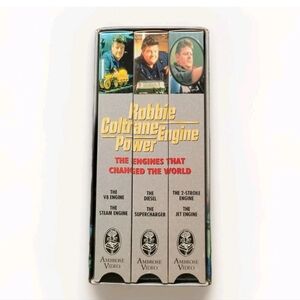 Robbie
Coltrane Engine
Power
THE ENGINES THAT
CHANGED THE WORLD
THE
V8 ENGINE
THE
STEAM ENGINE
THE
DIESEL
THE
SUPERCHARGER
THE 2-STROKE
ENGINE
THE
JET ENGINE
AMBROSE
VIDEO
AMBROSE
VIDEO
AMBROSE
VIDEO